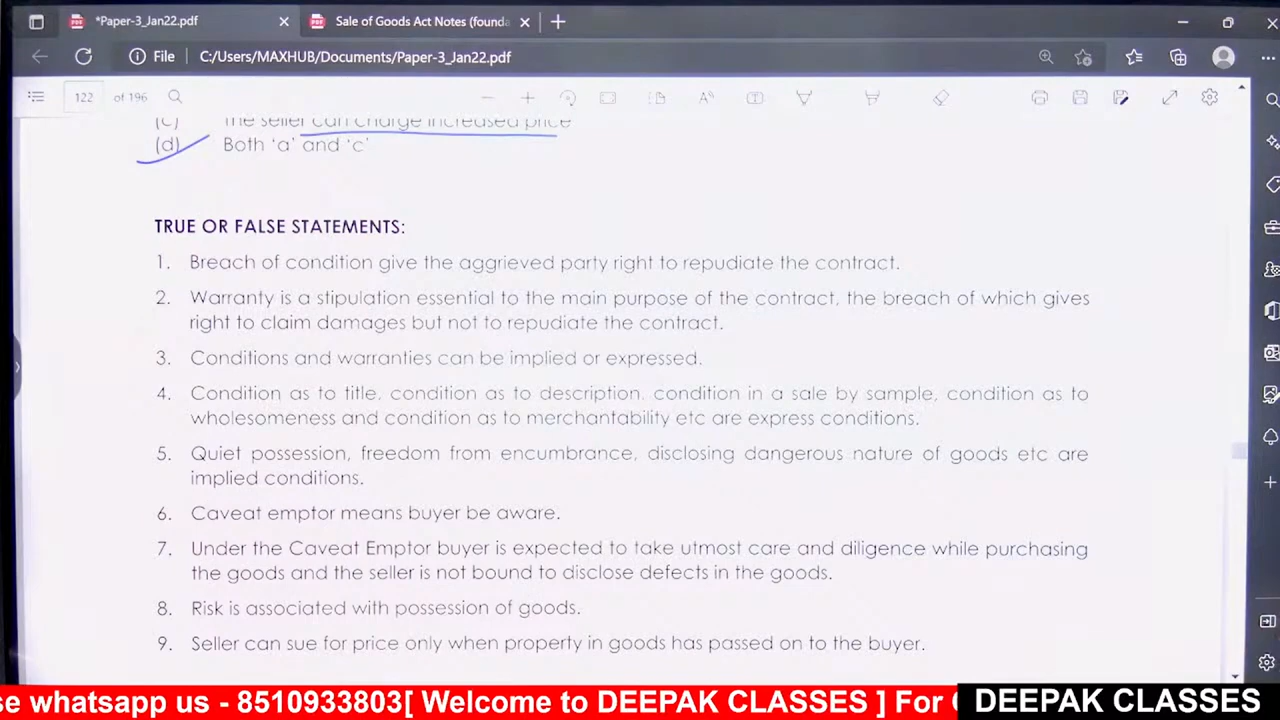 *Paper-3_Jan22.pdf
Sale of Goods Act Notes (founda
File
C:/Users/MAXHUB/Documents/Paper-3_Jan22.pdf
122 of 196
(c) The seller can charge increased price
(d) Both ‘a’ and ‘c’
TRUE OR FALSE STATEMENTS:
1. Breach of condition give the aggrieved party right to repudiate the contract.
2. Warranty is a stipulation essential to the main purpose of the contract, the breach of which gives
right to claim damages but not to repudiate the contract.
3. Conditions and warranties can be implied or expressed.
4. Condition as to title, condition as to description, condition in a sale by sample, condition as to
wholesomeness and condition as to merchantability etc are express conditions.
5. Quiet possession, freedom from encumbrance, disclosing dangerous nature of goods etc are
implied conditions.
6. Caveat emptor means buyer be aware.
7. Under the Caveat Emptor buyer is expected to take utmost care and diligence while purchasing
the goods and the seller is not bound to disclose defects in the goods.
8. Risk is associated with possession of goods.
9. Seller can sue for price only when property in goods has passed on to the buyer.
se whatsapp us - 8510933803[ Welcome to DEEPAK CLASSES ] For
DEEPAK CLASSES